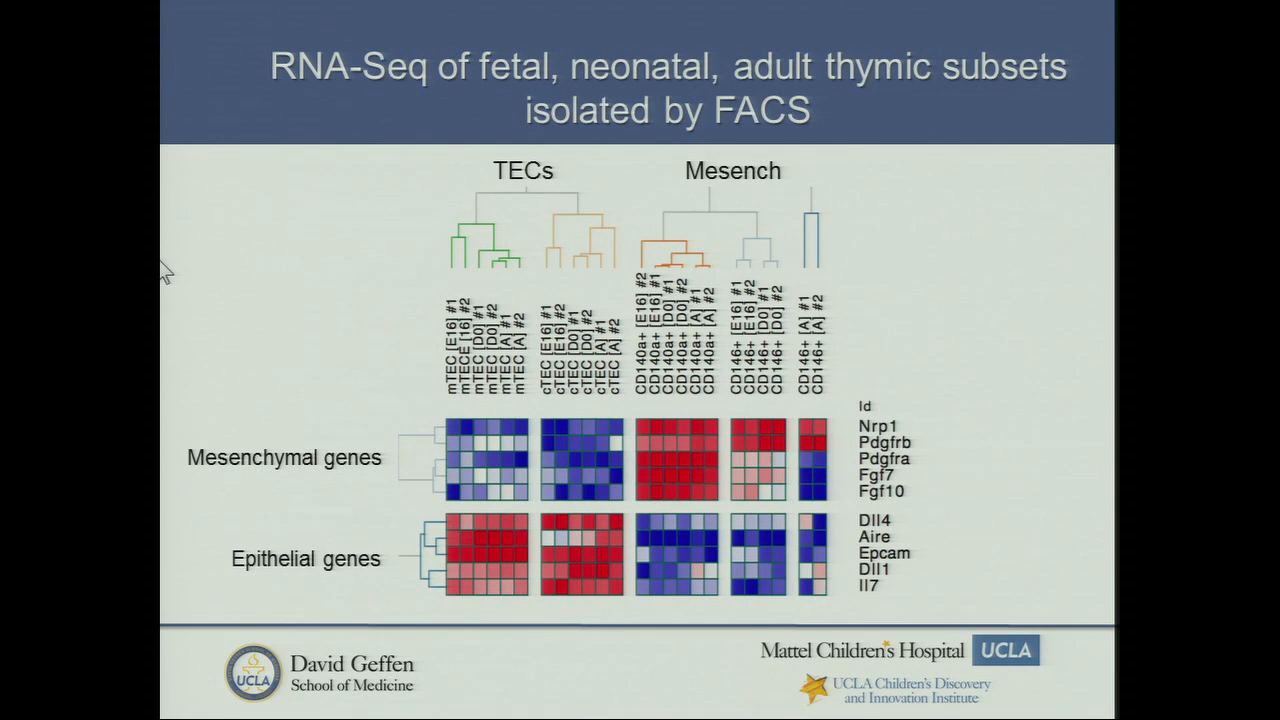 RNA-Seq of fetal, neonatal, adult thymic subsets
isolated by FACS
TECs
Mesench
mTEC [E16] #1
mTECE [16] #2
mTEC [D0] #1
mTEC [D0] #2
mTEC [A] #1
mTEC [A] #2
cTEC [E16] #1
cTEC [E16] #2
cTEC [D0] #1
cTEC [D0] #2
cTEC [A] #1
cTEC [A] #2
CD140a+ [E16] #2
CD140a+ [E16] #1
CD140a+ [D0] #1
CD140a+ [D0] #2
CD140a+ [A] #1
CD140a+ [A] #2
CD146+ [E16] #1
CD146+ [E16] #2
CD146+ [D0] #1
CD146+ [D0] #2
CD146+ [A] #1
CD146+ [A] #2
Id
Mesenchymal genes
Nrp1
Pdgfrb
Pdgfra
Fgf7
Fgf10
Epithelial genes
Dll4
Aire
Epcam
Dll1
Il7
UCLA
David Geffen
School of Medicine
Mattel Children's Hospital UCLA
UCLA Children's Discovery
and Innovation Institute